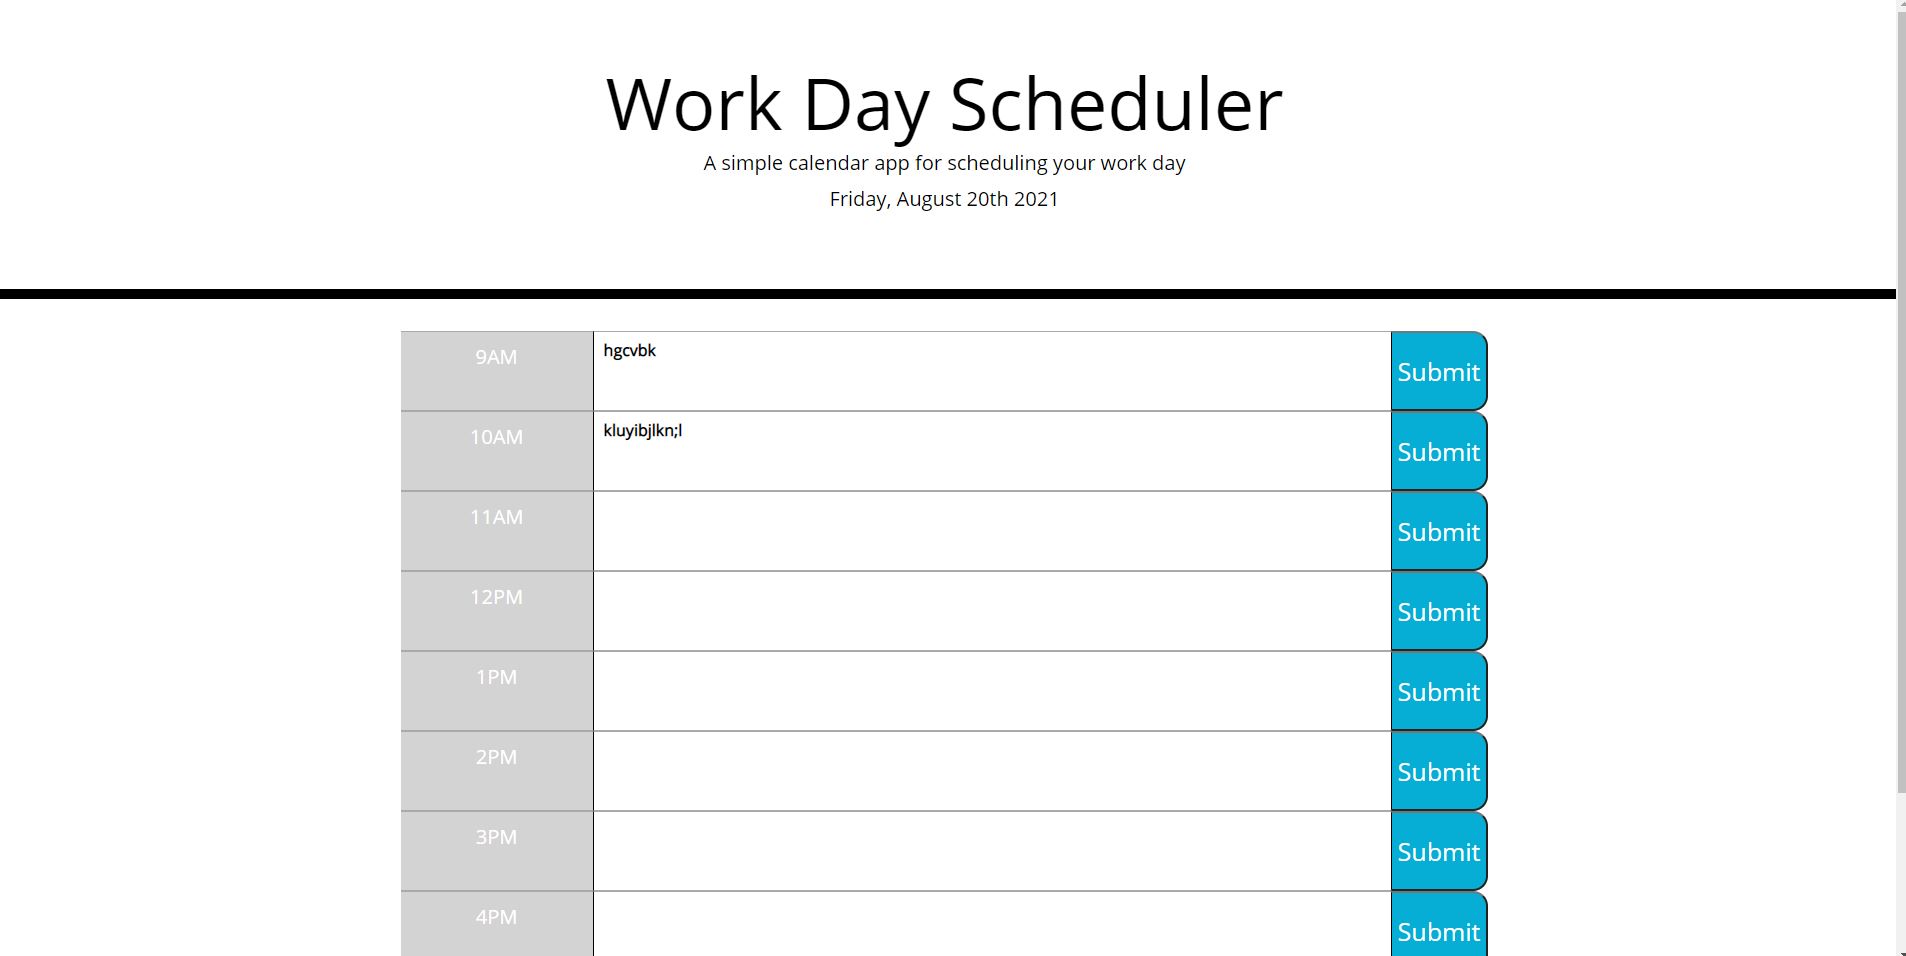 Work Day Scheduler
A simple calendar app for scheduling your work day
Friday, August 20th 2021
9AM hgcvbk Submit
10AM kluyibjlkn;l Submit
11AM Submit
12PM Submit
1PM Submit
2PM Submit
3PM Submit
4PM Submit